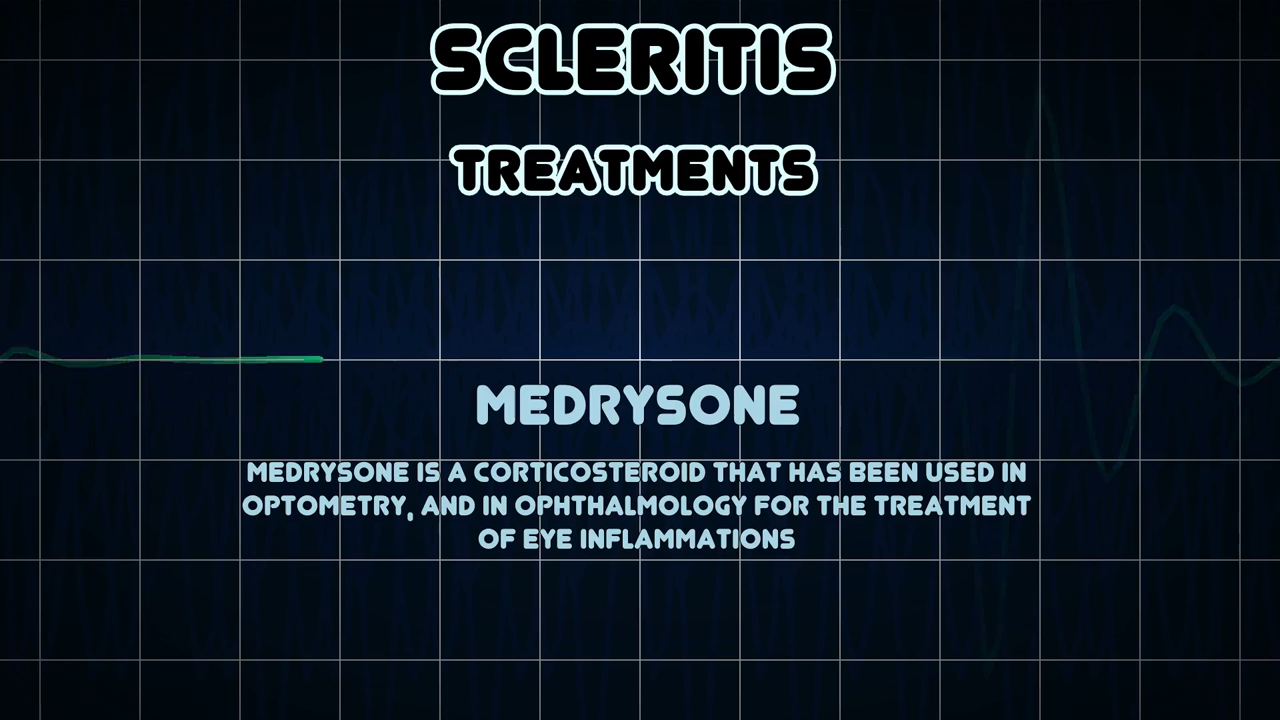 SCLERITIS
TREATMENTS
MEDRYSONE
MEDRYSONE IS A CORTICOSTEROID THAT HAS BEEN USED IN
OPTOMETRY, AND IN OPHTHALMOLOGY FOR THE TREATMENT
OF EYE INFLAMMATIONS